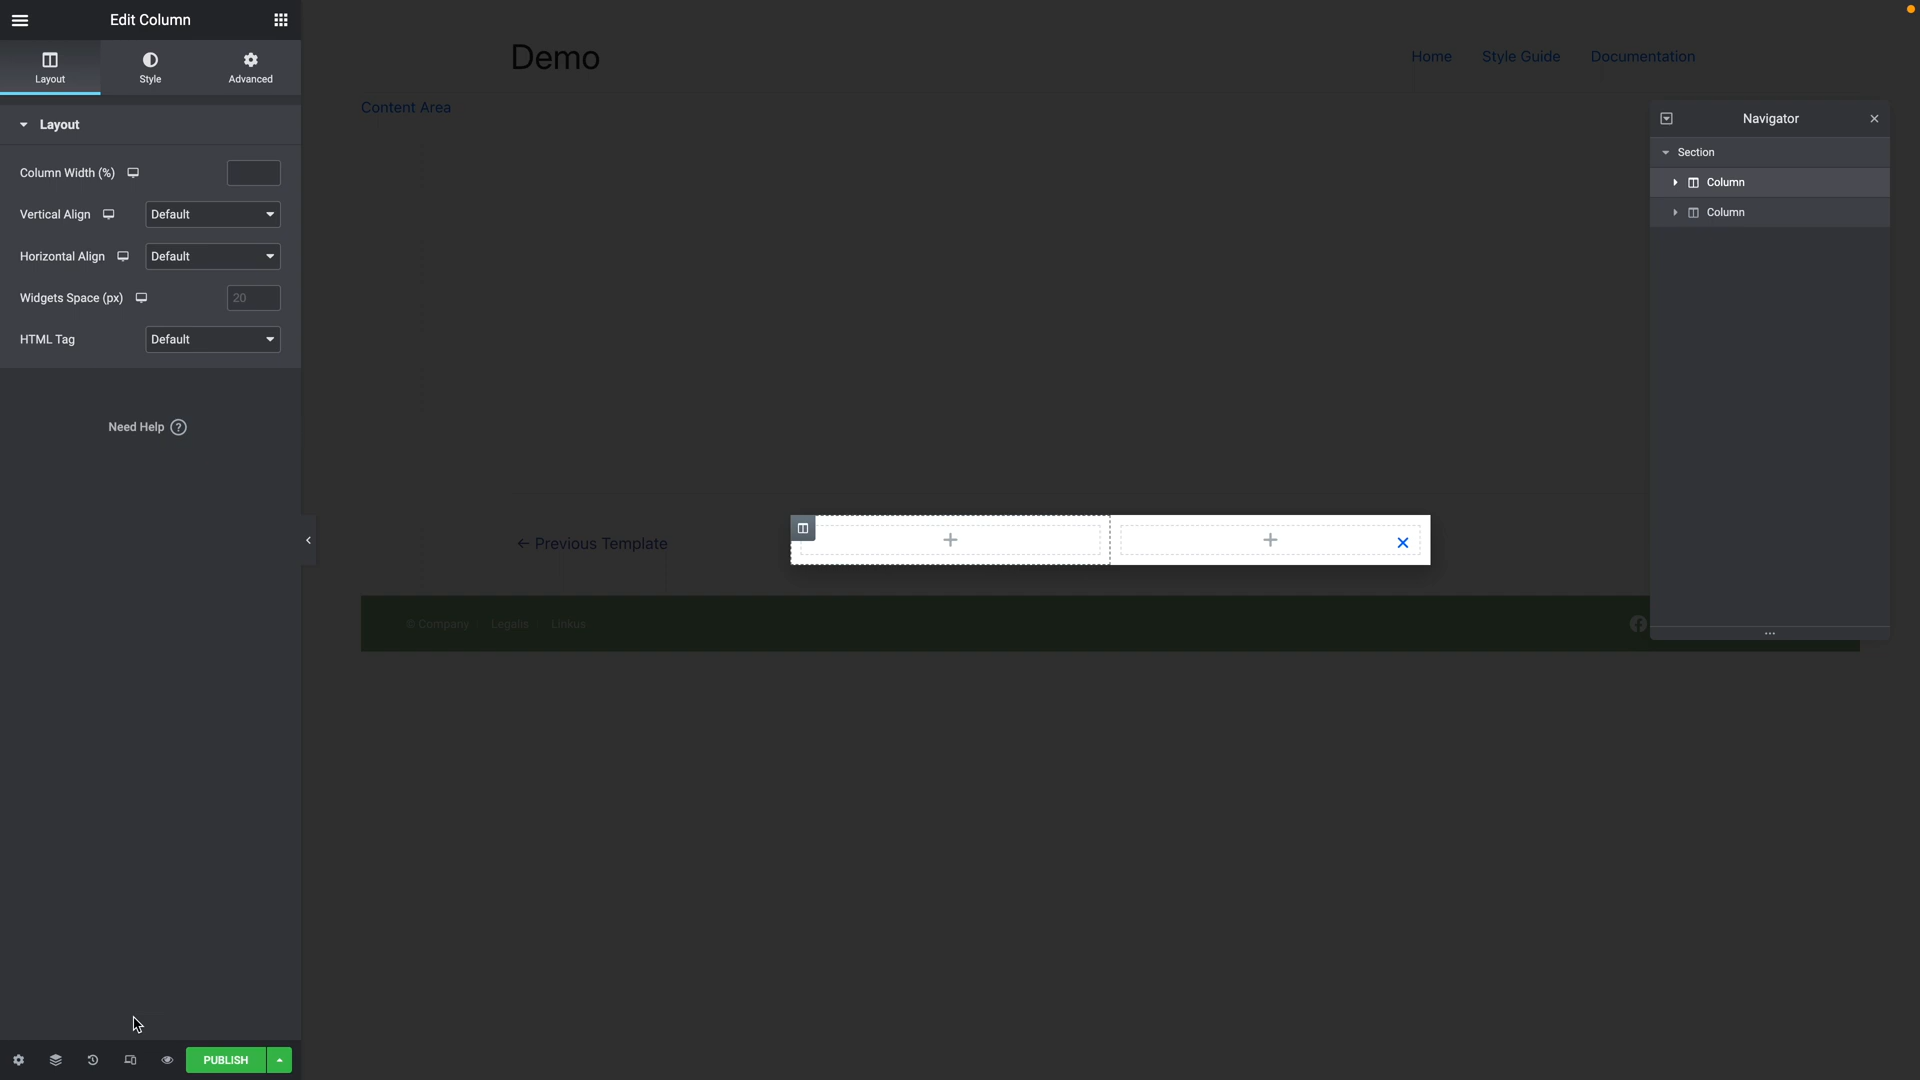 Edit Column
Layout
Style
Advanced
Layout
Column Width (%)
Vertical Align
Default
Horizontal Align
Default
Widgets Space (px)
20
HTML Tag
Default
Need Help
PUBLISH
Demo
Home
Style Guide
Documentation
Content Area
← Previous Template
© Company
Legalis
Linkus
Navigator
Section
Column
Column